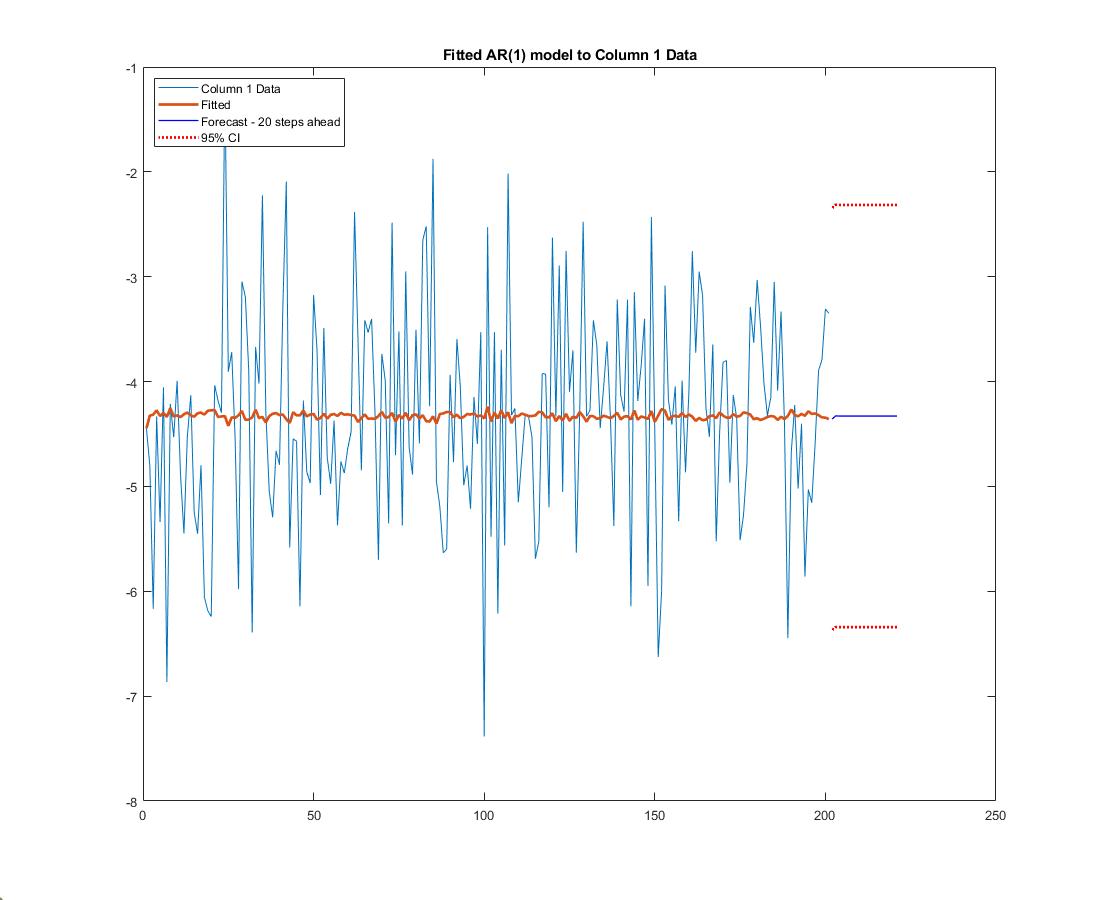 Fitted AR(1) model to Column 1 Data
-1
Column 1 Data
Fitted
Forecast - 20 steps ahead
95% CI
-2
-3
-4
-5
-6
-7
-8
0 50 100 150 200 250